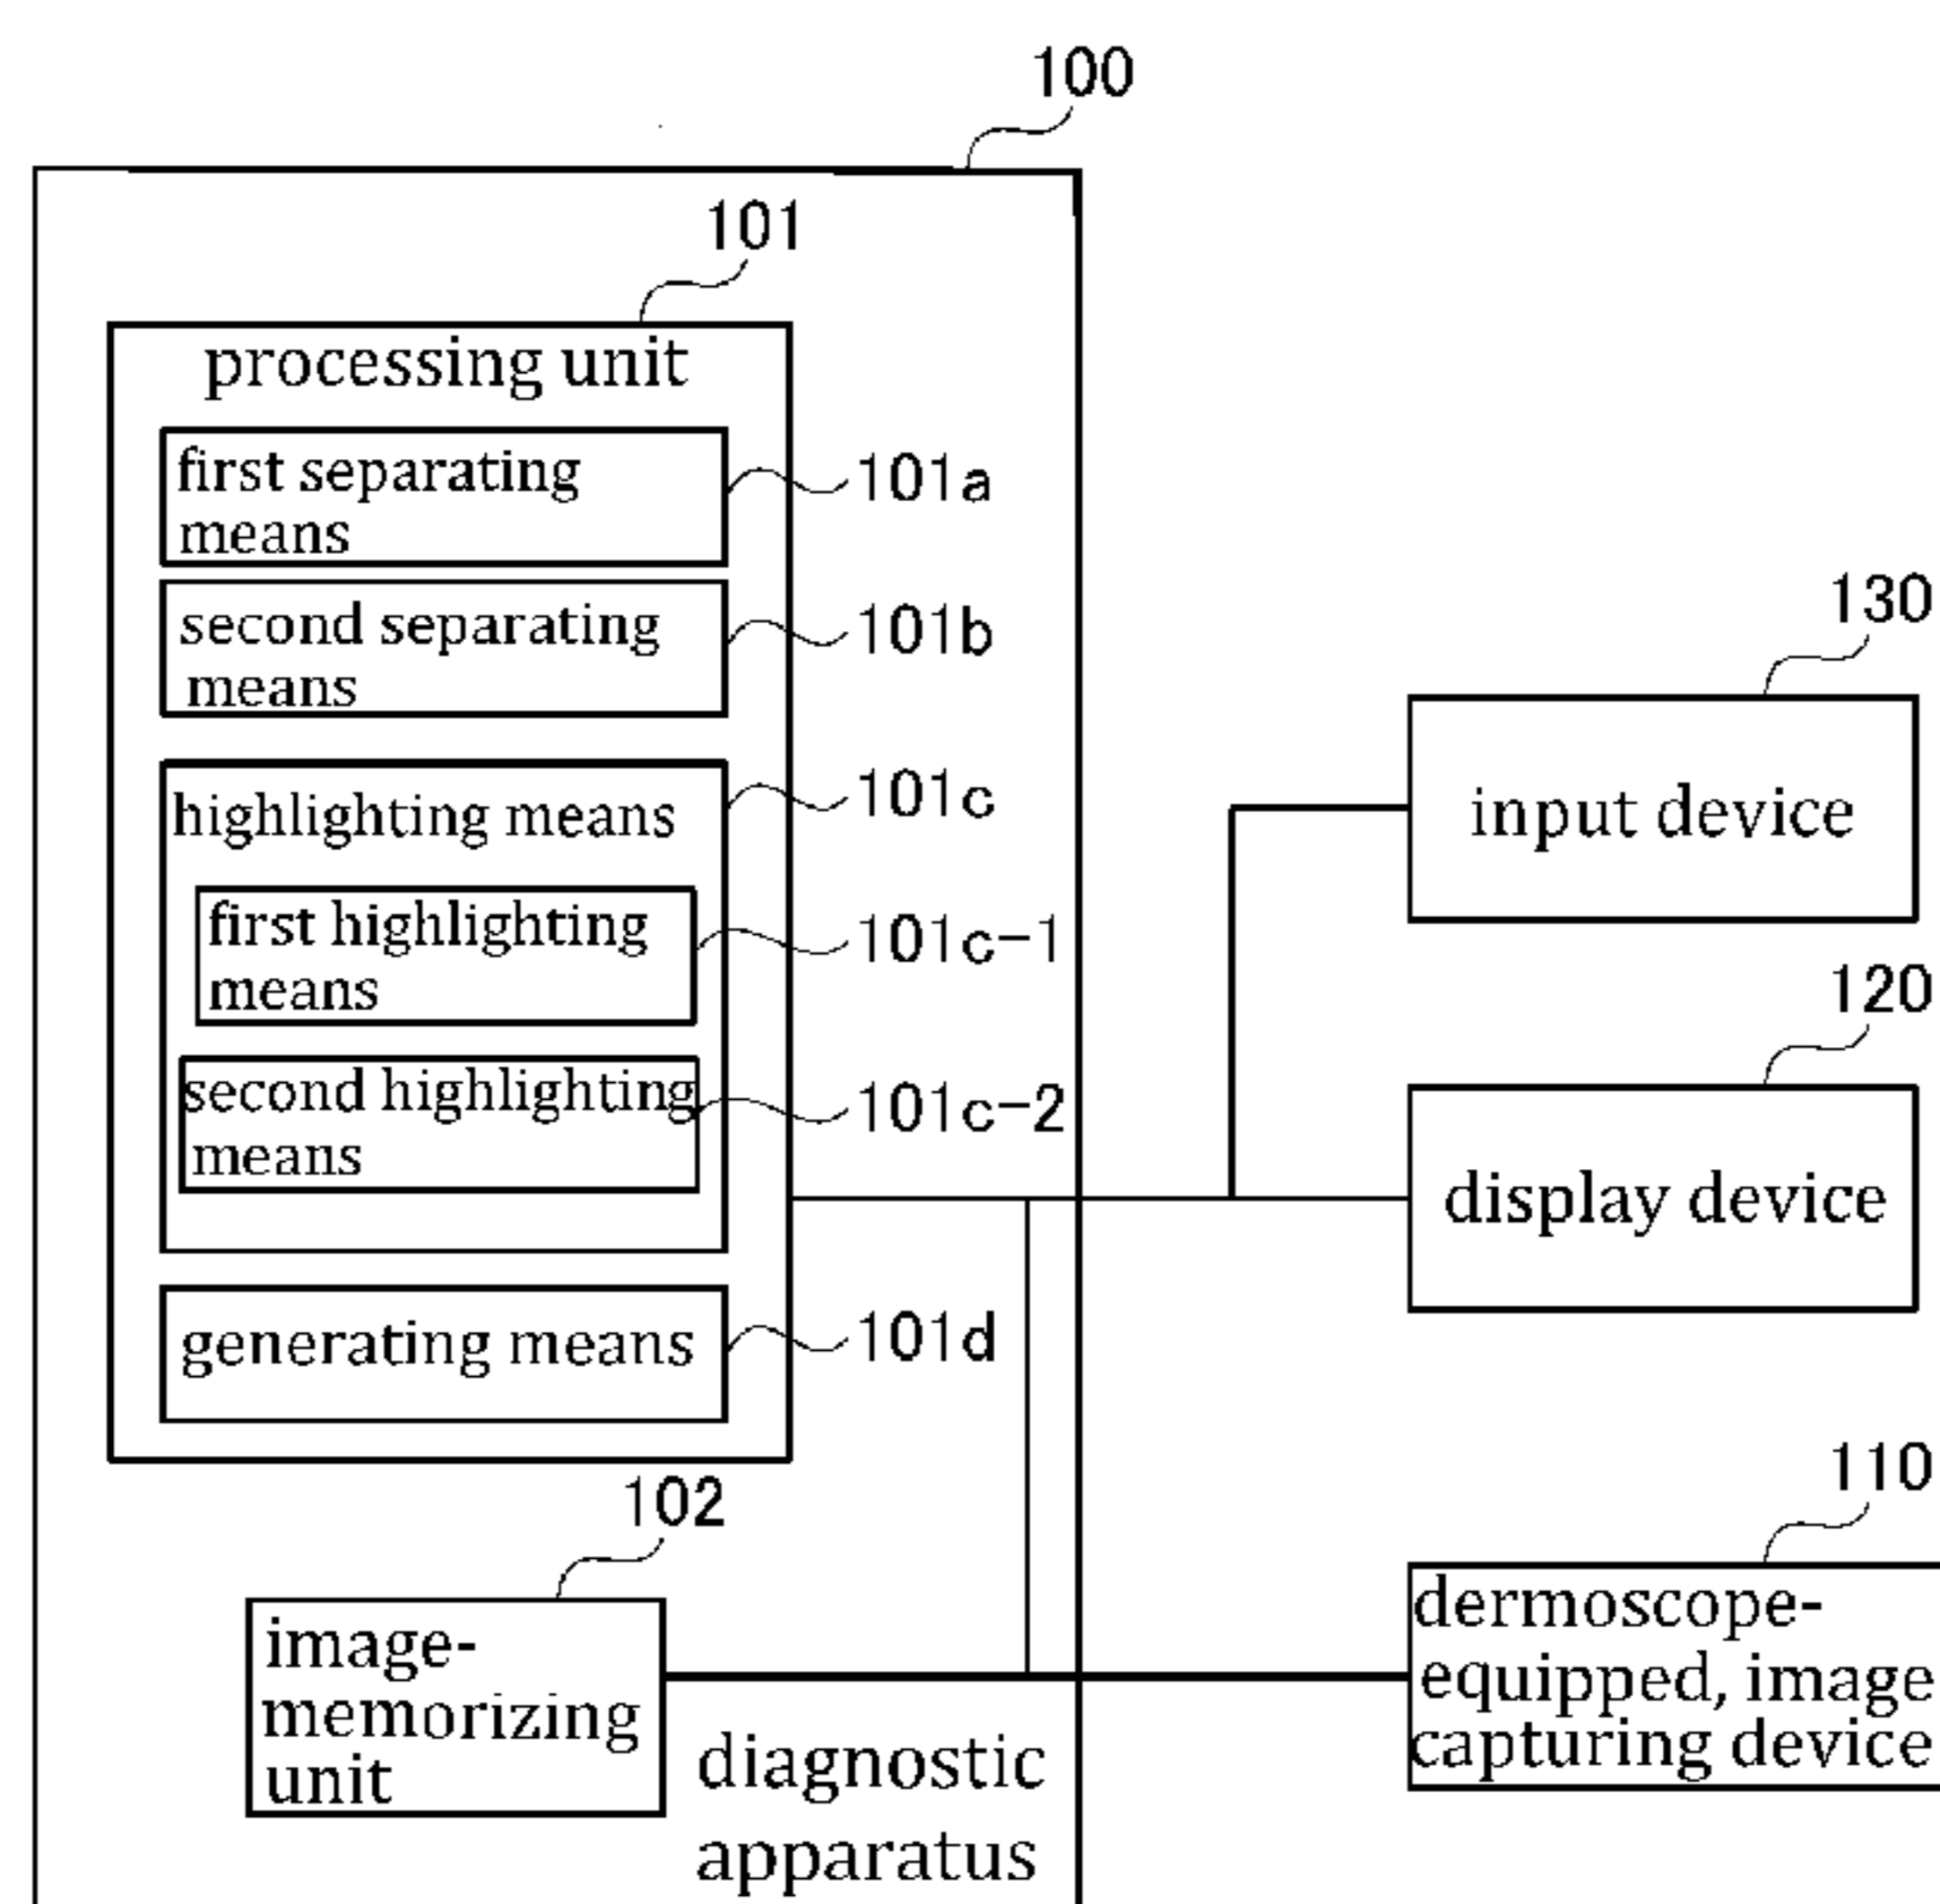 100
101
processing unit
first separating
means
101a
second separating
means
101b
highlighting means
101c
first highlighting
means
101c-1
second highlighting
means
101c-2
generating means
101d
102
image-
memorizing
unit
diagnostic
apparatus
130
input device
120
display device
110
dermoscope-
equipped, image
capturing device